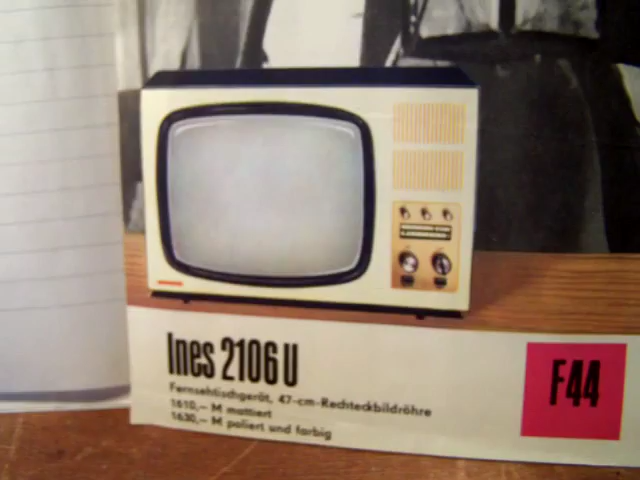 Ines 2106 U
Fernsehtischgerät, 47-cm-Rechteckbildröhre
1610,— M mattiert
1630,— M poliert und farbig
F44